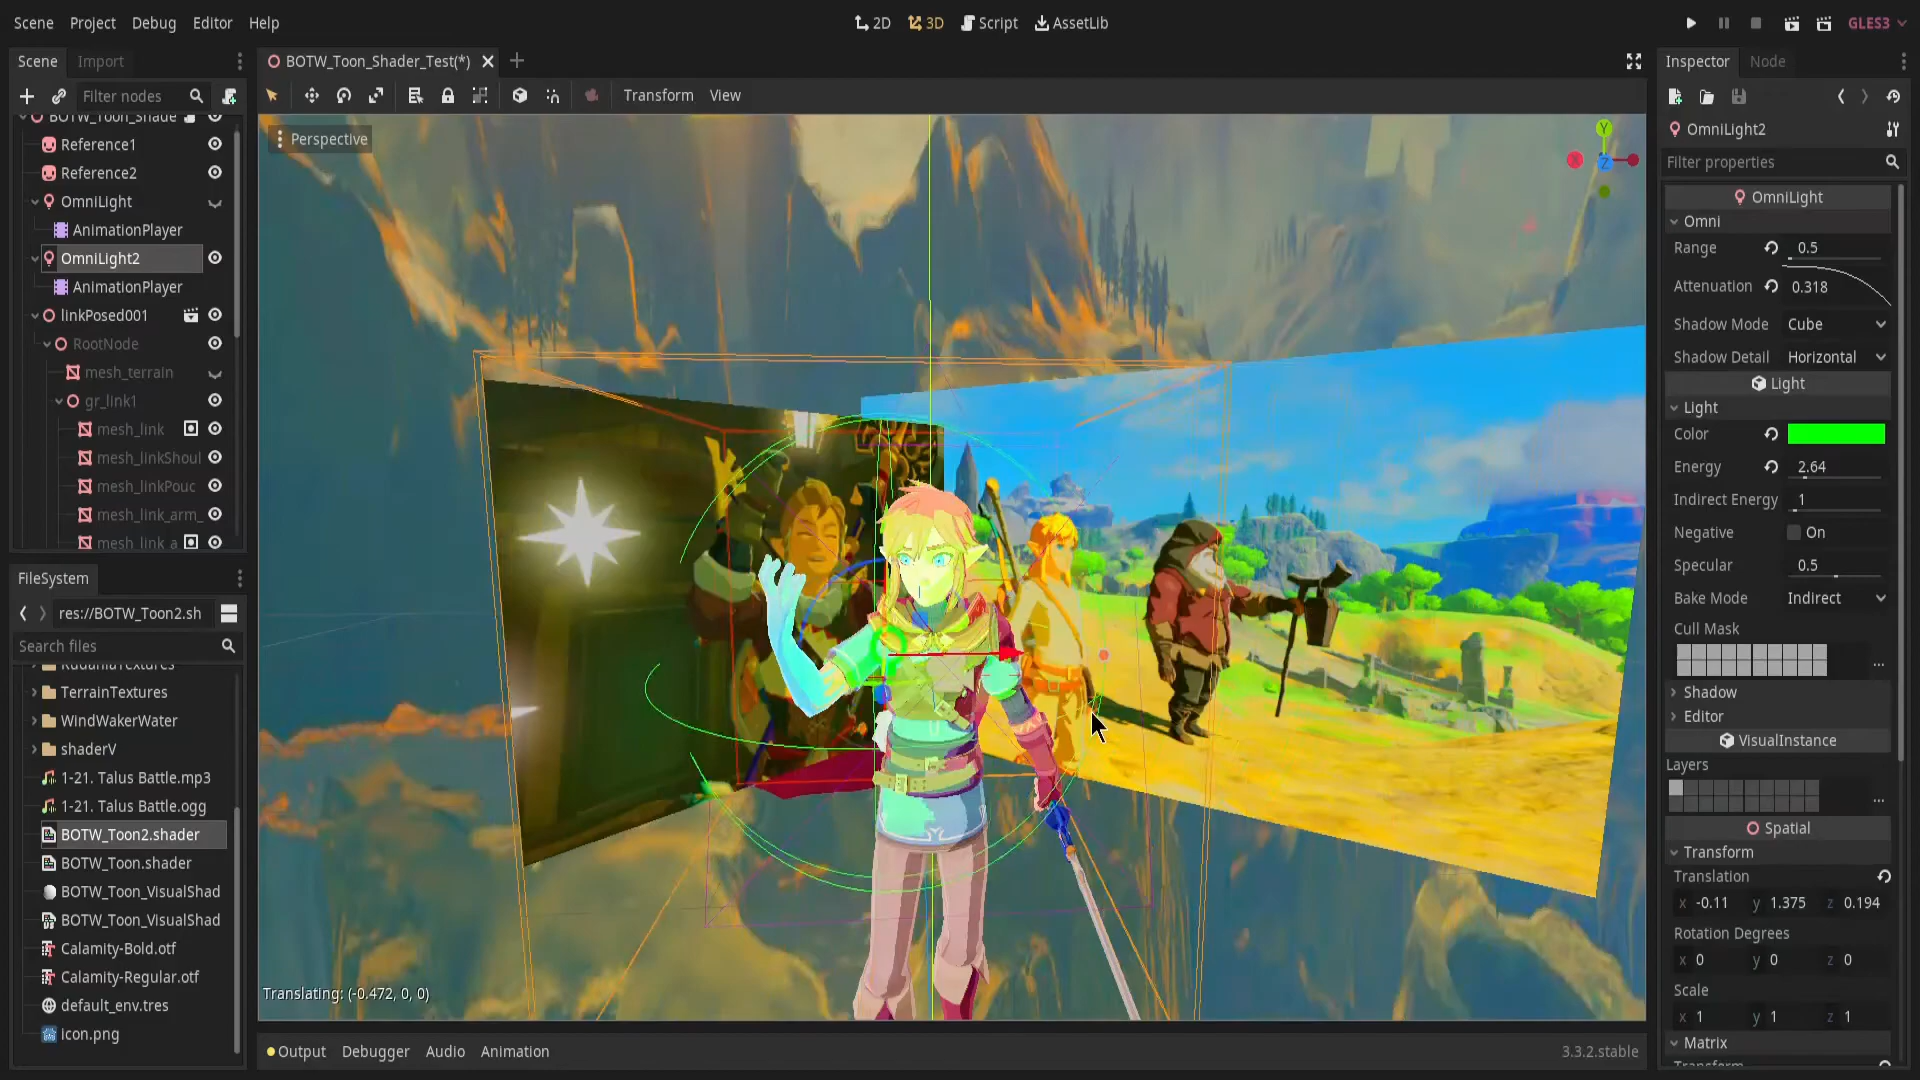 Scene Project Debug Editor Help
2D 3D Script AssetLib
GLES3
Scene Import
BOTW_Toon_Shader_Test(*)
Inspector Node
Filter nodes
Transform View
BOTW_Toon_Shade
Reference1
Reference2
OmniLight
AnimationPlayer
OmniLight2
AnimationPlayer
linkPosed001
RootNode
mesh_terrain
gr_link1
mesh_link
mesh_linkShoul
mesh_linkPouc
mesh_link_arm_
mesh_link_a
FileSystem
res://BOTW_Toon2.sh
Search files
RudaniaTextures
TerrainTextures
WindWakerWater
shaderV
1-21. Talus Battle.mp3
1-21. Talus Battle.ogg
BOTW_Toon2.shader
BOTW_Toon.shader
BOTW_Toon_VisualShad
BOTW_Toon_VisualShad
Calamity-Bold.otf
Calamity-Regular.otf
default_env.tres
icon.png
Perspective
Y
X
Z
Translating: (-0.472, 0, 0)
Output Debugger Audio Animation
3.3.2.stable
OmniLight2
Filter properties
OmniLight
Omni
Range 0.5
Attenuation 0.318
Shadow Mode Cube
Shadow Detail Horizontal
Light
Light
Color
Energy 2.64
Indirect Energy 1
Negative On
Specular 0.5
Bake Mode Indirect
Cull Mask
...
Shadow
Editor
VisualInstance
Layers
...
Spatial
Transform
Translation
x -0.11 y 1.375 z 0.194
Rotation Degrees
x 0 y 0 z 0
Scale
x 1 y 1 z 1
Matrix
Transform